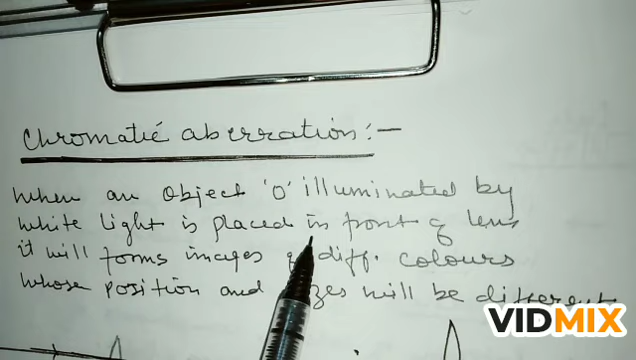 Chromatic aberration:-
When an object 'O' illuminated by
white light is placed in front of lens
it will forms images of diff. colours
whose position and sizes will be different
VIDMIX